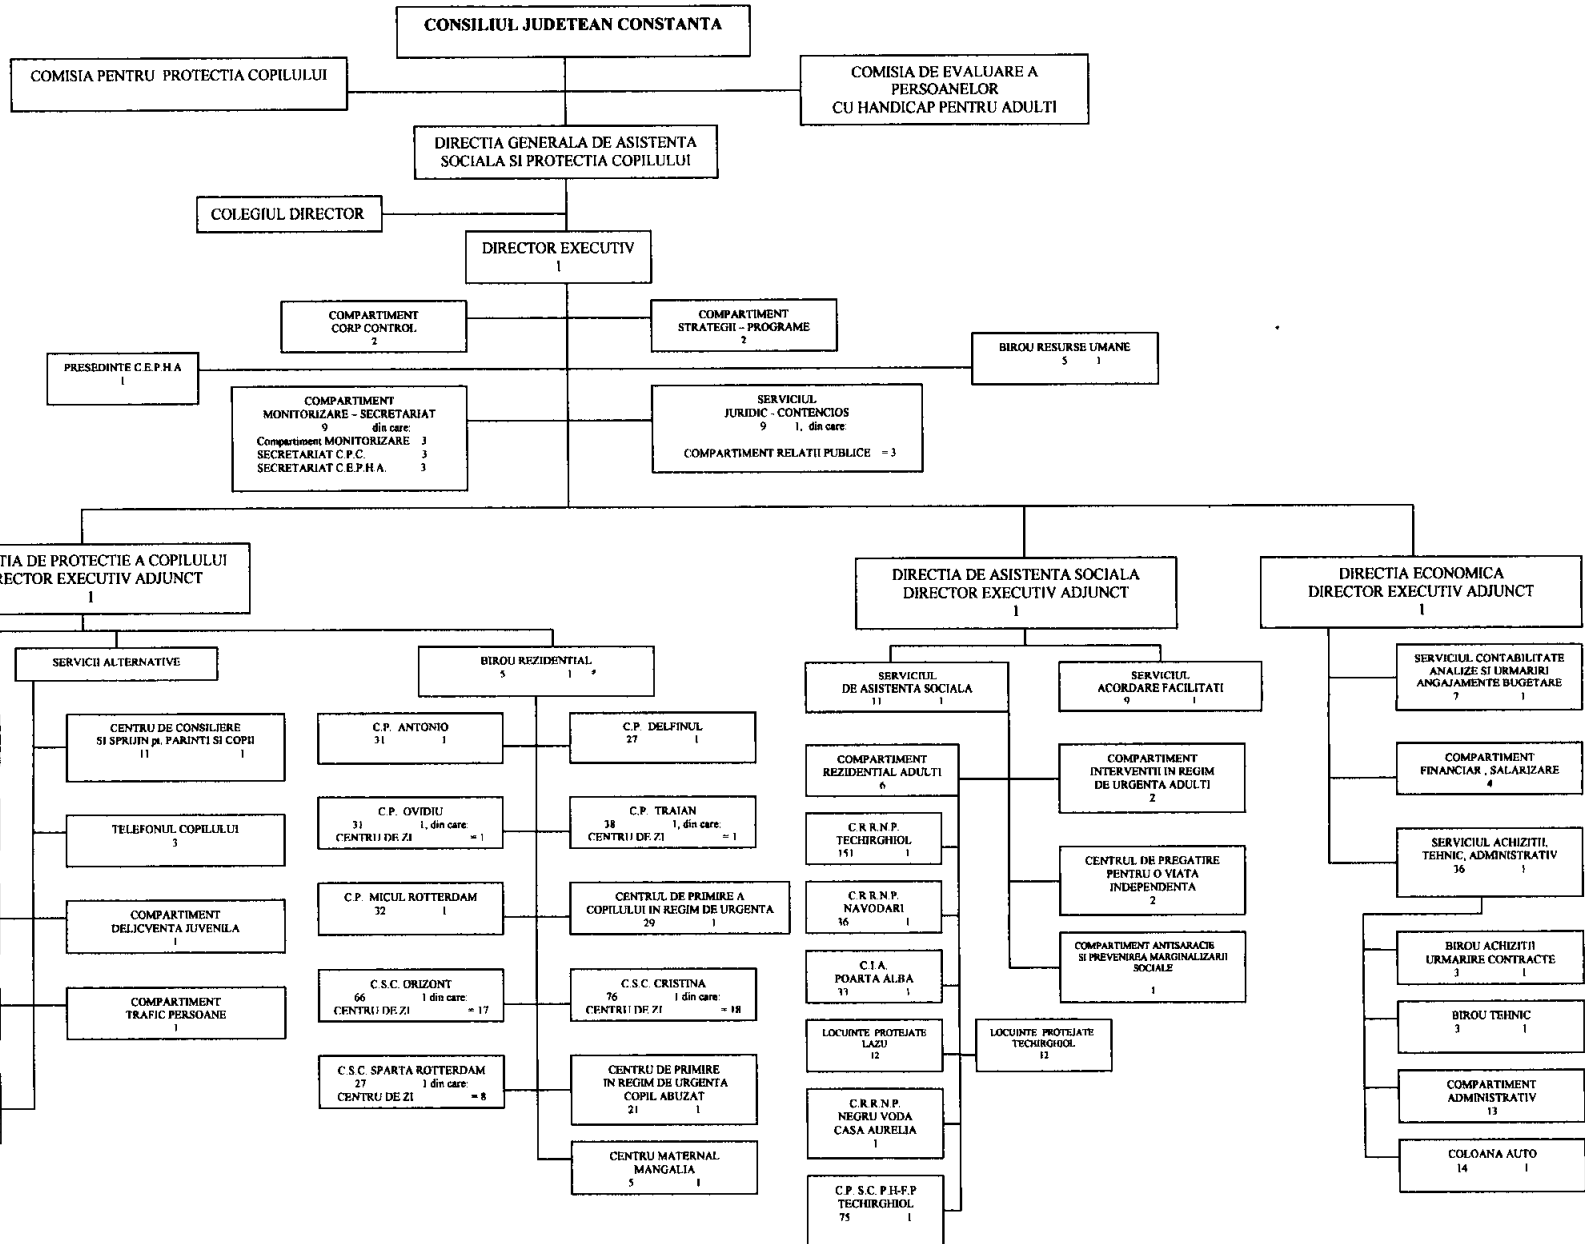 CONSILIUL JUDETEAN CONSTANTA
COMISIA PENTRU PROTECTIA COPILULUI
COMISIA DE EVALUARE A
PERSOANELOR
CU HANDICAP PENTRU ADULTI
DIRECTIA GENERALA DE ASISTENTA
SOCIALA SI PROTECTIA COPILULUI
COLEGIUL DIRECTOR
DIRECTOR EXECUTIV
1
COMPARTIMENT
CORP CONTROL
2
COMPARTIMENT
STRATEGII – PROGRAME
2
BIROU RESURSE UMANE
5 1
PRESEDINTE C.E.P.H.A
1
COMPARTIMENT
MONITORIZARE – SECRETARIAT
9 din care:
Compartiment MONITORIZARE 3
SECRETARIAT C.P.C. 3
SECRETARIAT C.E.P.H.A. 3
SERVICIUL
JURIDIC - CONTENCIOS
9 1, din care:
COMPARTIMENT RELATII PUBLICE = 3
TIA DE PROTECTIE A COPILULUI
RECTOR EXECUTIV ADJUNCT
1
DIRECTIA DE ASISTENTA SOCIALA
DIRECTOR EXECUTIV ADJUNCT
1
DIRECTIA ECONOMICA
DIRECTOR EXECUTIV ADJUNCT
1
SERVICII ALTERNATIVE
CENTRU DE CONSILIERE
SI SPRIJIN pt. PARINTI SI COPII
11 1
TELEFONUL COPILULUI
3
COMPARTIMENT
DELICVENTA JUVENILA
1
COMPARTIMENT
TRAFIC PERSOANE
1
BIROU REZIDENTIAL
5 1
C.P. ANTONIO
31 1
C.P. DELFINUL
27 1
C.P. OVIDIU
31 1, din care:
CENTRU DE ZI = 1
C.P. TRAIAN
38 1, din care:
CENTRU DE ZI = 1
C.P. MICUL ROTTERDAM
32 1
CENTRUL DE PRIMIRE A
COPILULUI IN REGIM DE URGENTA
29 1
C.S.C. ORIZONT
66 1 din care:
CENTRU DE ZI = 17
C.S.C. CRISTINA
76 1 din care:
CENTRU DE ZI = 18
C.S.C. SPARTA ROTTERDAM
27 1 din care:
CENTRU DE ZI = 8
CENTRU DE PRIMIRE
IN REGIM DE URGENTA
COPIL ABUZAT
21 1
CENTRU MATERNAL
MANGALIA
5 1
SERVICIUL
DE ASISTENTA SOCIALA
11 1
SERVICIUL
ACORDARE FACILITATI
9 1
COMPARTIMENT
REZIDENTIAL ADULTI
6
COMPARTIMENT
INTERVENTII IN REGIM
DE URGENTA ADULTI
2
C.R R.N.P.
TECHIRGHIOL
151 1
CENTRUL DE PREGATIRE
PENTRU O VIATA
INDEPENDENTA
2
C.R R.N.P.
NAVODARI
36 1
COMPARTIMENT ANTISARACIE
SI PREVENIREA MARGINALIZARII
SOCIALE
1
C.I.A.
POARTA ALBA
33 1
LOCUINTE PROTEJATE
LAZU
12
LOCUINTE PROTEJATE
TECHIRGHIOL
12
C.R.R.N.P.
NEGRU VODA
CASA AURELIA
1
C.P. S.C. P.H-F.P
TECHIRGHIOL
75 1
SERVICIUL CONTABILITATE
ANALIZE SI URMARIRI
ANGAJAMENTE BUGETARE
7 1
COMPARTIMENT
FINANCIAR , SALARIZARE
4
SERVICIUL ACHIZITII,
TEHNIC, ADMINISTRATIV
36 1
BIROU ACHIZITII
URMARIRE CONTRACTE
3 1
BIROU TEHNIC
3 1
COMPARTIMENT
ADMINISTRATIV
13
COLOANA AUTO
14 1